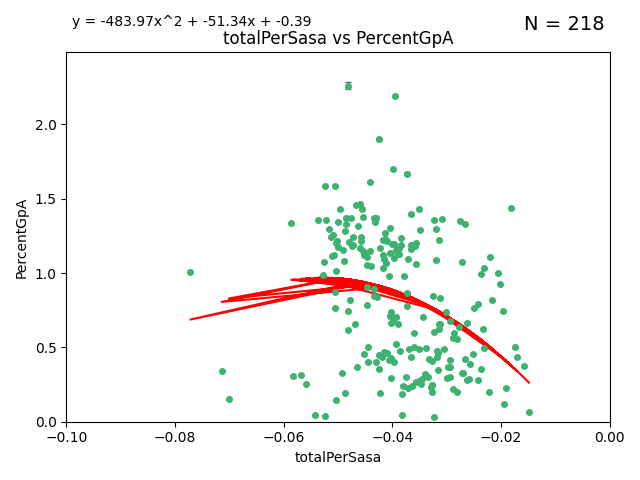 y = -483.97x^2 + -51.34x + -0.39
N = 218
totalPerSasa vs PercentGpA
PercentGpA
2.0
1.5
1.0
0.5
0.0
−0.10
−0.08
−0.06
−0.04
−0.02
0.00
totalPerSasa